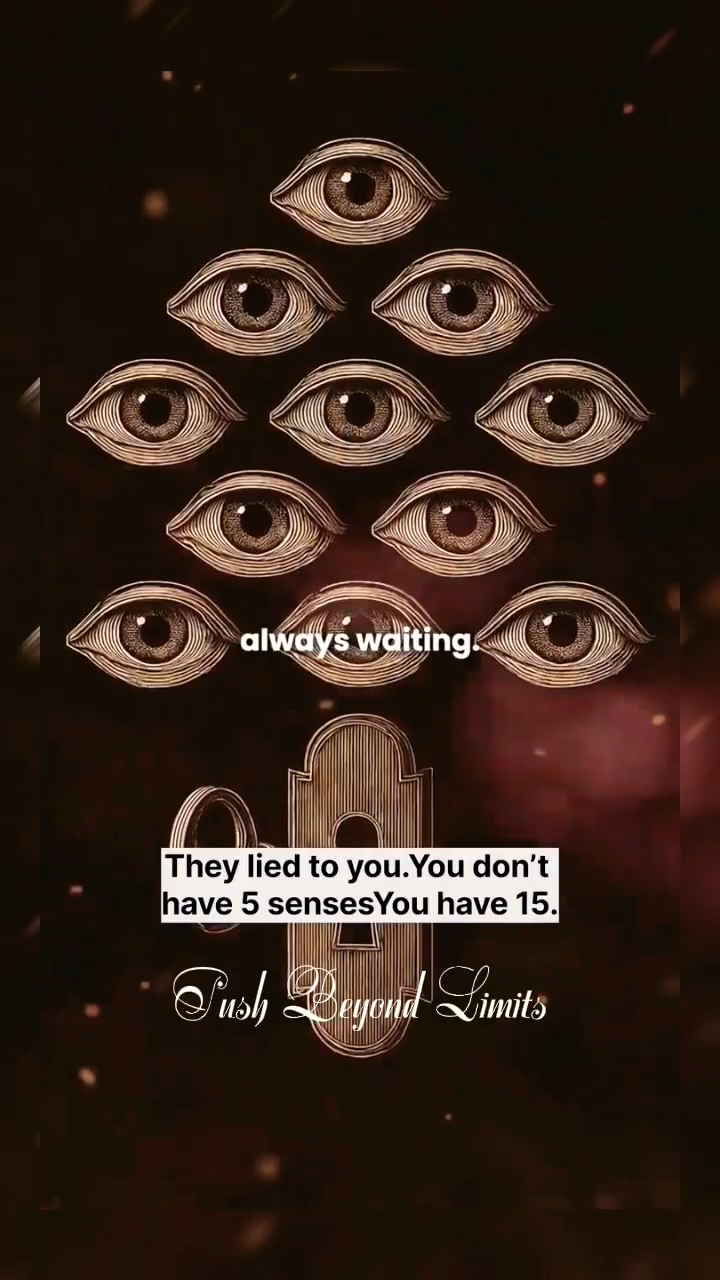 always waiting.
They lied to you.You don’t
have 5 sensesYou have 15.
Push Beyond Limits